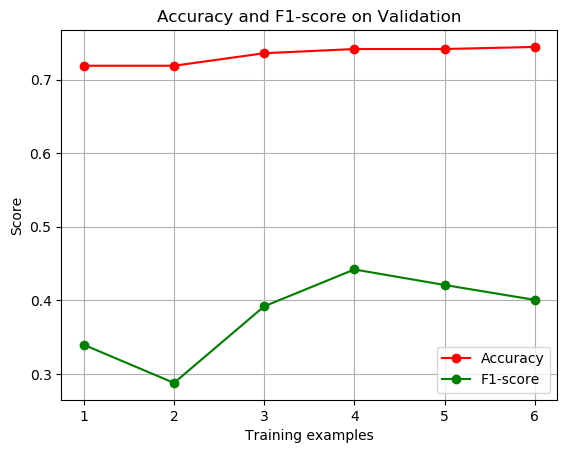 Accuracy and F1-score on Validation
0.7
0.6
0.5
0.4
0.3
Score
1 2 3 4 5 6
Training examples
Accuracy
F1-score